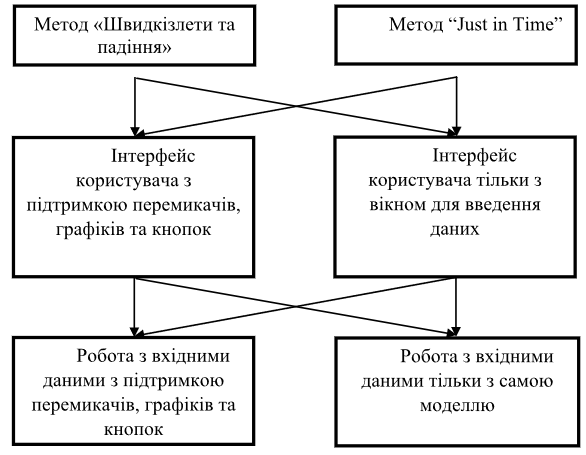 Метод «Швидкізлети та
падіння»
Метод “Just in Time”
Інтерфейс
користувача з
підтримкою перемикачів,
графіків та кнопок
Інтерфейс
користувача тільки з
вікном для введення
даних
Робота з вхідними
даними з підтримкою
перемикачів, графіків та
кнопок
Робота з вхідними
даними тільки з самою
моделлю